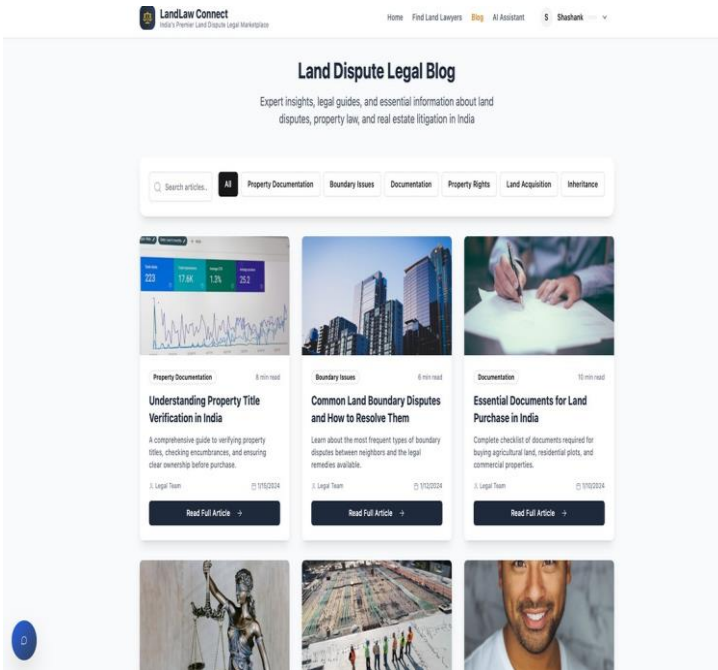 LandLaw Connect
India's Premier Land Dispute Legal Marketplace
Home Find Land Lawyers Blog AI Assistant S Shashank
Land Dispute Legal Blog
Expert insights, legal guides, and essential information about land
disputes, property law, and real estate litigation in India
Search articles..
All
Property Documentation
Boundary Issues
Documentation
Property Rights
Land Acquisition
Inheritance
223
17.6K
1.3%
25.2
Property Documentation 8 min read
Understanding Property Title
Verification in India
A comprehensive guide to verifying property
titles, checking encumbrances, and ensuring
clear ownership before purchase.
Legal Team 1/15/2024
Read Full Article →
Boundary Issues 6 min read
Common Land Boundary Disputes
and How to Resolve Them
Learn about the most frequent types of boundary
disputes between neighbors and the legal
remedies available.
Legal Team 1/12/2024
Read Full Article →
Documentation 10 min read
Essential Documents for Land
Purchase in India
Complete checklist of documents required for
buying agricultural land, residential plots, and
commercial properties.
Legal Team 1/10/2024
Read Full Article →